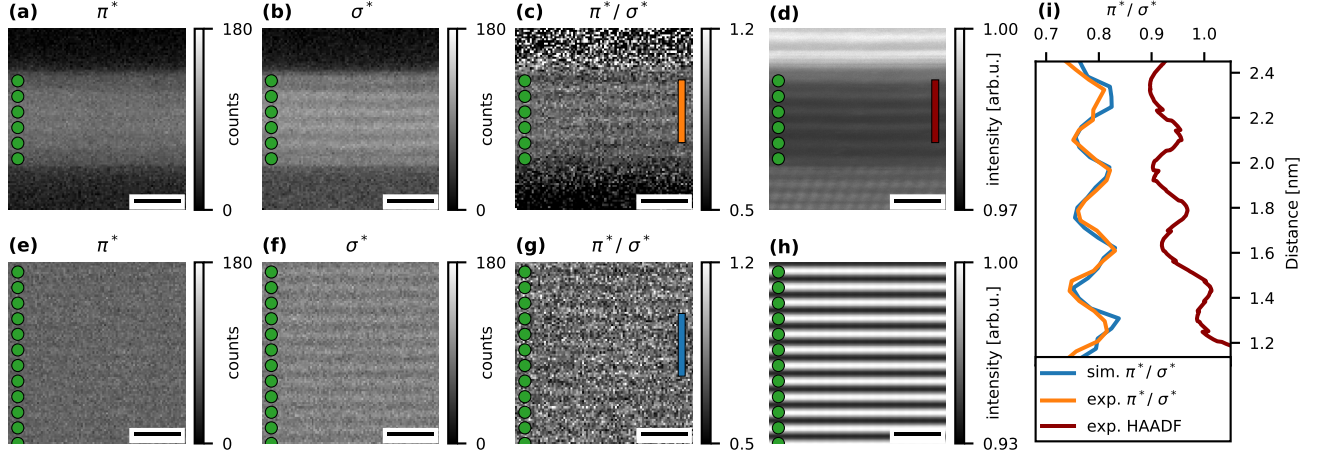 (a) π*
180
counts
0
(b) σ*
180
counts
0
(c) π*/ σ*
1.2
0.5
(d)
1.00
intensity [arb.u.]
0.97
(e) π*
180
counts
0
(f) σ*
180
counts
0
(g) π*/ σ*
1.2
0.5
(h)
1.00
intensity [arb.u.]
0.93
(i) π*/ σ*
0.7 0.8 0.9 1.0
2.4
2.2
2.0
1.8
1.6
1.4
1.2
Distance [nm]
sim. π*/ σ*
exp. π*/ σ*
exp. HAADF